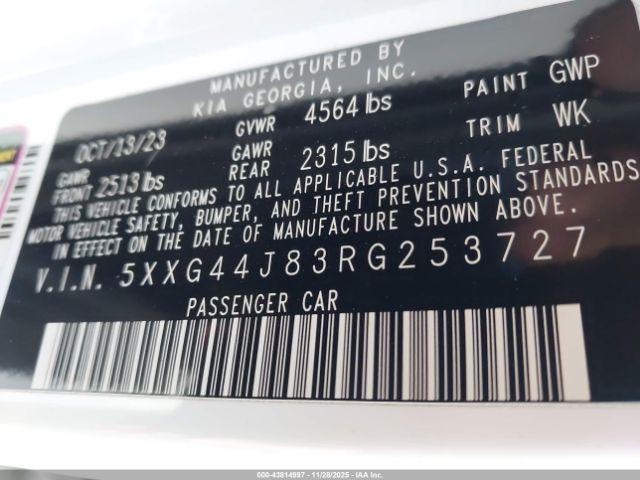 MANUFACTURED BY
KIA GEORGIA, INC.
OCT/13/23 GVWR 4564 lbs PAINT GWP
GAWR FRONT 2513 lbs GAWR REAR 2315 lbs TRIM WK
THIS VEHICLE CONFORMS TO ALL APPLICABLE U.S.A. FEDERAL
MOTOR VEHICLE SAFETY, BUMPER, AND THEFT PREVENTION STANDARDS
IN EFFECT ON THE DATE OF MANUFACTURE SHOWN ABOVE.
V.I.N. 5XXG44J83RG253727
PASSENGER CAR
000-43814997 - 11/28/2025 - IAA Inc.